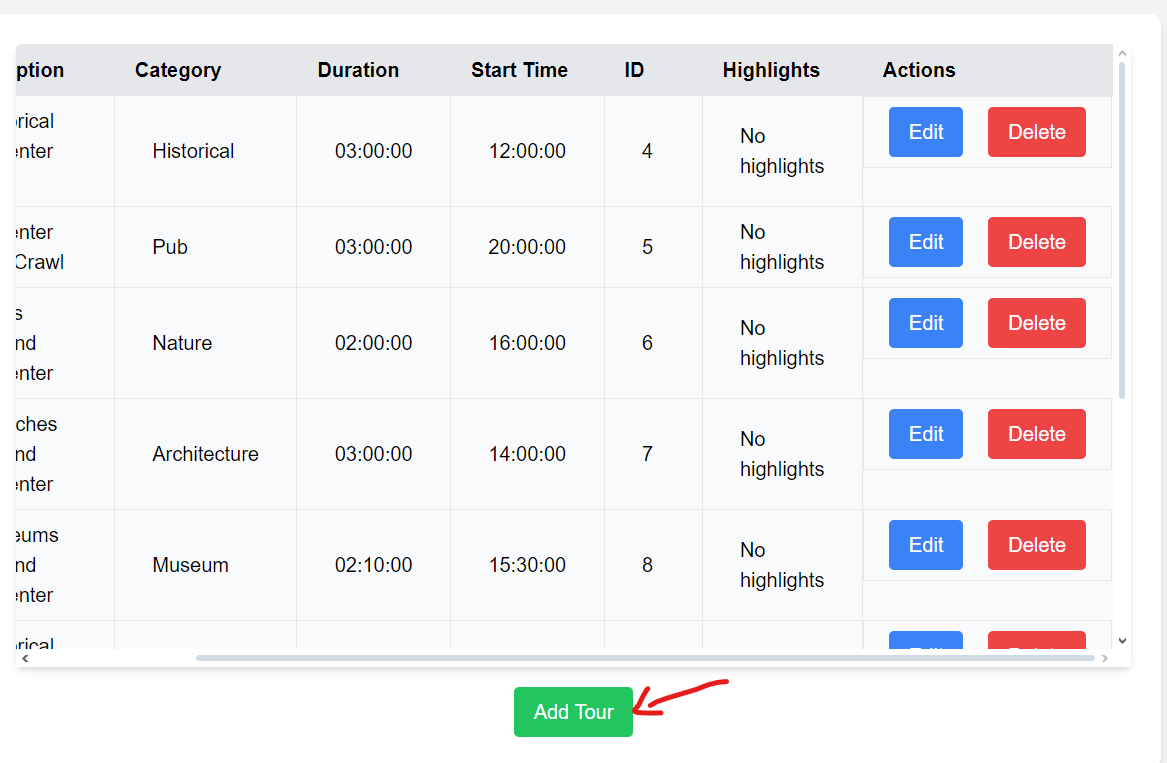 ption Category Duration Start Time ID Highlights Actions
rical
enter Historical 03:00:00 12:00:00 4 No highlights Edit Delete
enter
Crawl Pub 03:00:00 20:00:00 5 No highlights Edit Delete
s
nd
enter Nature 02:00:00 16:00:00 6 No highlights Edit Delete
ches
nd
enter Architecture 03:00:00 14:00:00 7 No highlights Edit Delete
eums
nd
enter Museum 02:10:00 15:30:00 8 No highlights Edit Delete
rical
Add Tour